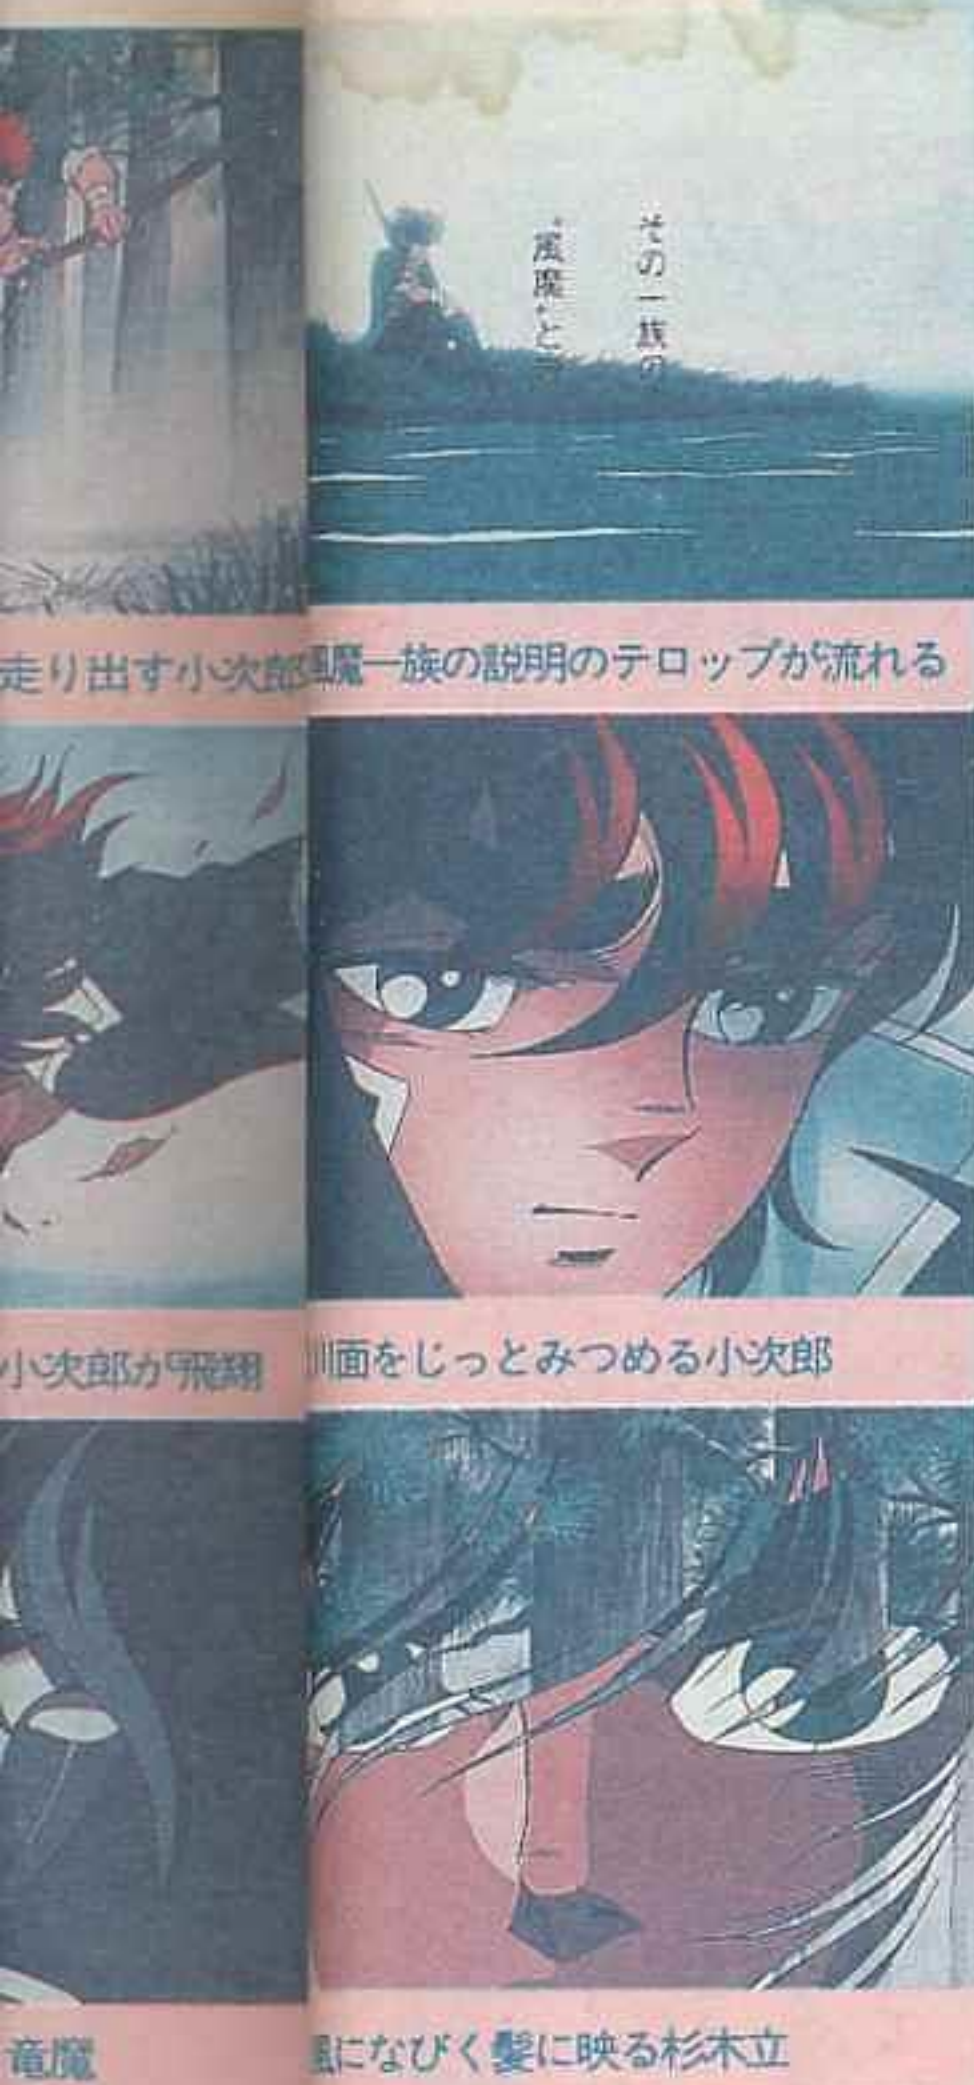 その一族の
“風魔”と
走り出す小次郎
魔一族の説明のテロップが流れる
小次郎が飛翔
川面をじっとみつめる小次郎
竜魔
になびく髪に映る杉木立